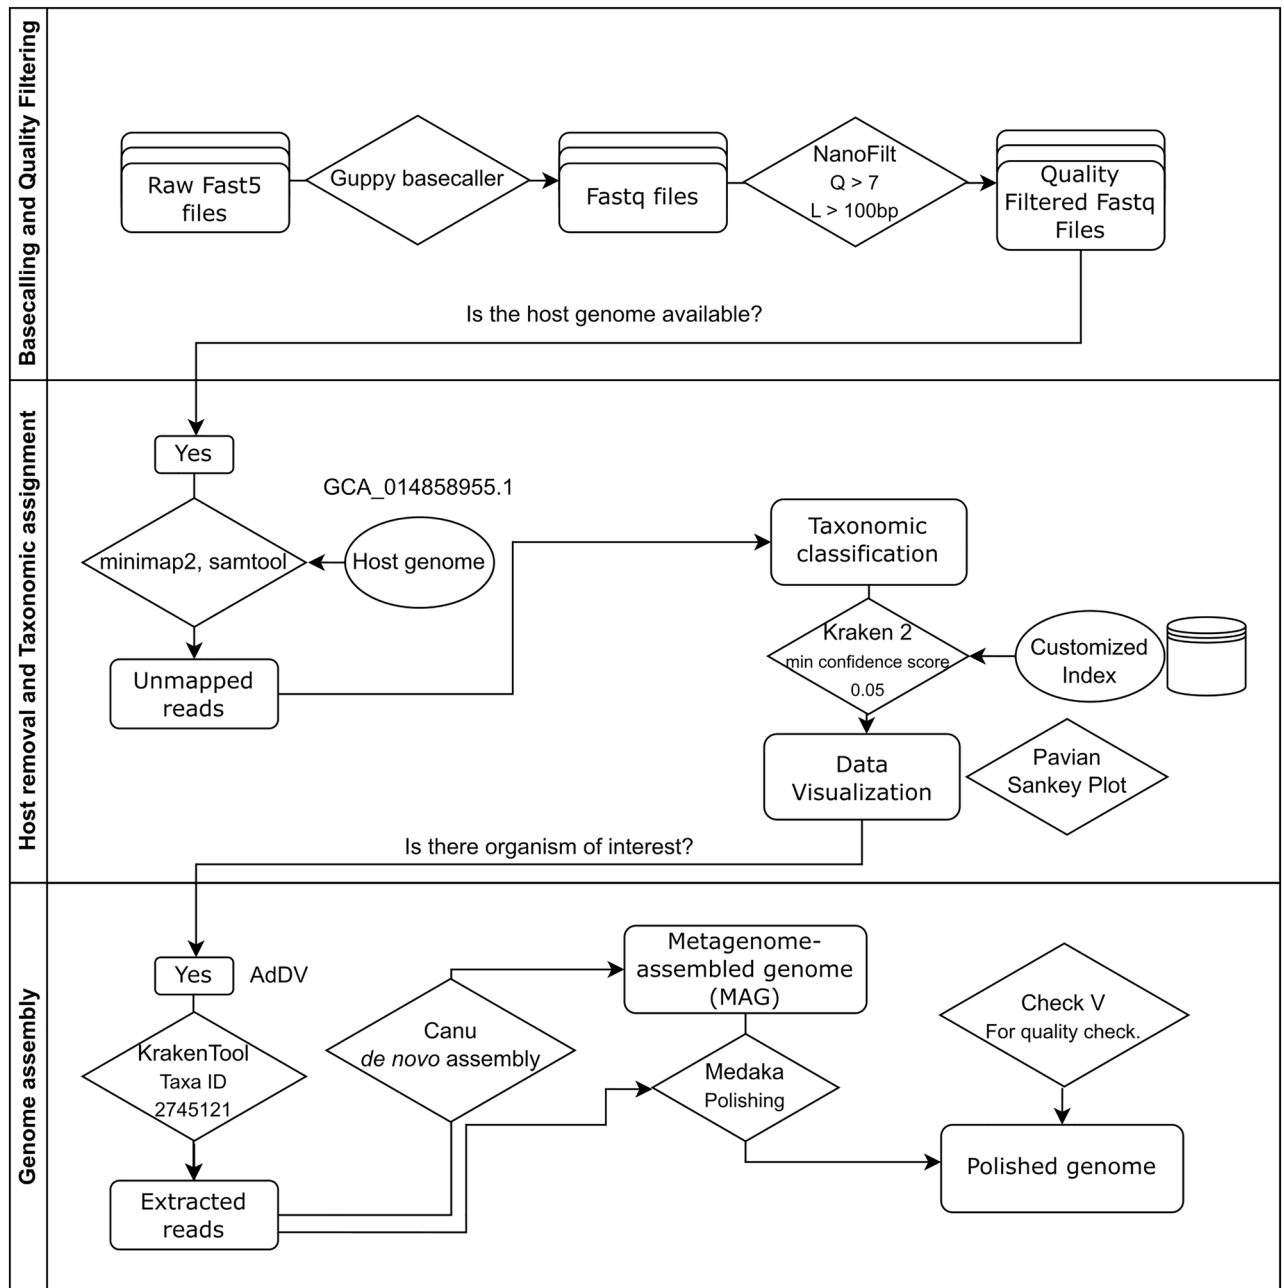 Basecalling and Quality Filtering
Raw Fast5
files
Guppy basecaller
Fastq files
NanoFilt
Q > 7
L > 100bp
Quality
Filtered Fastq
Files
Is the host genome available?
Host removal and Taxonomic assignment
Yes
GCA_014858955.1
minimap2, samtool
Host genome
Unmapped
reads
Taxonomic
classification
Kraken 2
min confidence score
0.05
Customized
Index
Data
Visualization
Pavian
Sankey Plot
Is there organism of interest?
Genome assembly
Yes
AdDV
KrakenTool
Taxa ID
2745121
Extracted
reads
Canu
de novo assembly
Metagenome-
assembled genome
(MAG)
Medaka
Polishing
Check V
For quality check.
Polished genome